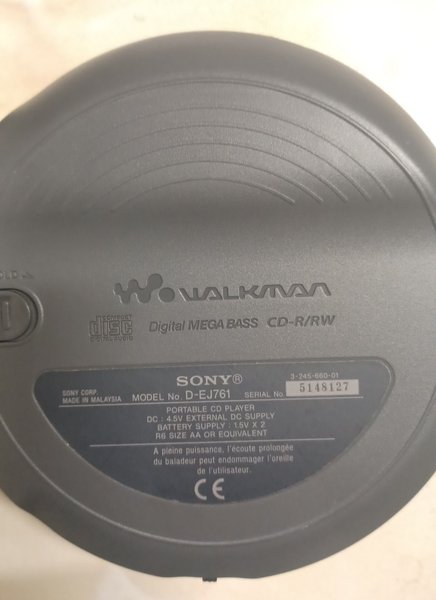 HOLD
WALKMAN
COMPACT
disc
DIGITAL AUDIO
Digital MEGA BASS CD-R/RW
SONY®
3-245-660-01
SONY CORP. MODEL No. D-EJ761 SERIAL No. 5148127
MADE IN MALAYSIA
PORTABLE CD PLAYER
DC : 4.5V EXTERNAL DC SUPPLY
BATTERY SUPPLY : 1.5V X 2
R6 SIZE AA OR EQUIVALENT
A pleine puissance, l'écoute prolongée
du baladeur peut endommager l'oreille
de l'utilisateur.
CE